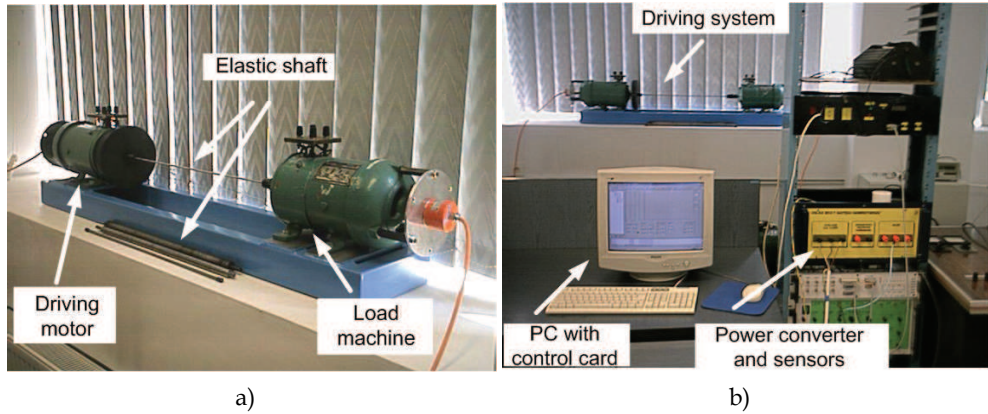 Elastic shaft
Driving
motor
Load
machine
a)
Driving system
PC with
control card
Power converter
and sensors
b)